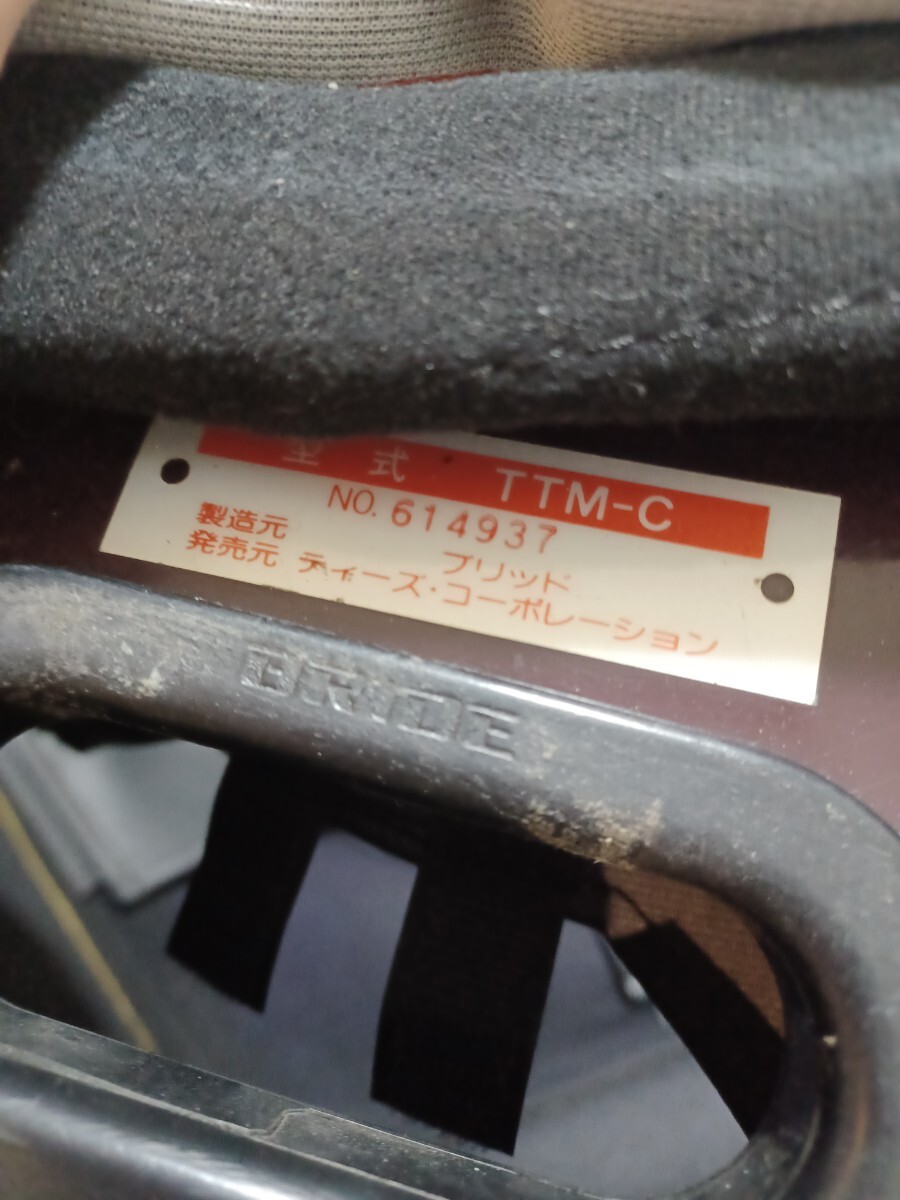 型式 TTM-C
NO. 614937
製造元 ブリッド
発売元 ティーズ・コーポレーション
BRIDE